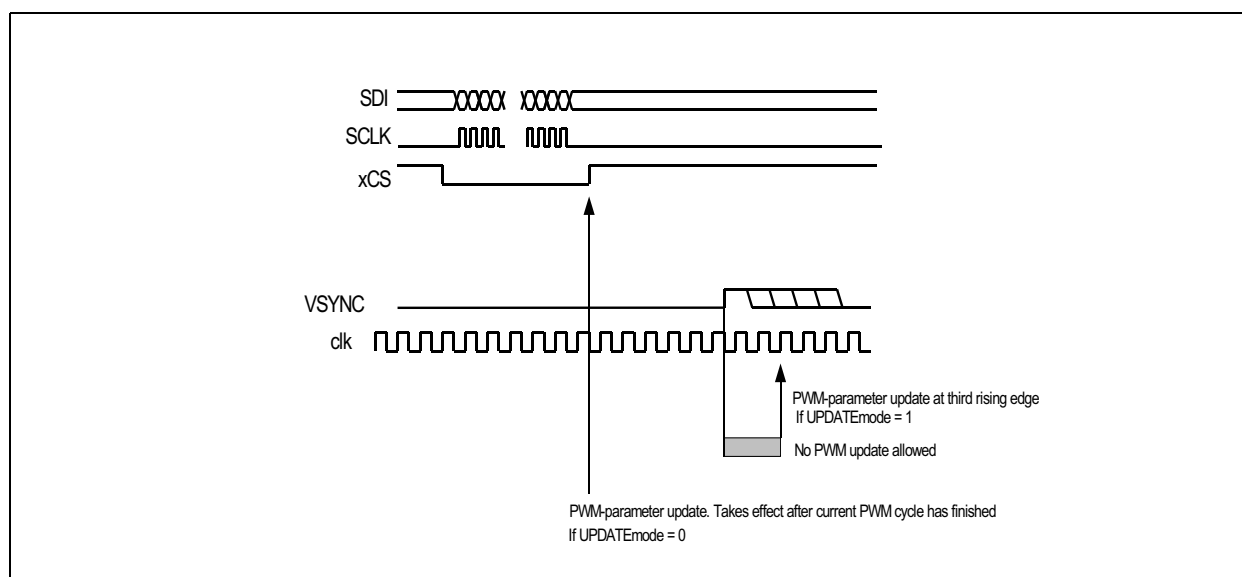 SDI
SCLK
xCS
VSYNC
clk
PWM-parameter update at third rising edge
If UPDATEmode = 1
No PWM update allowed
PWM-parameter update. Takes effect after current PWM cycle has finished
If UPDATEmode = 0